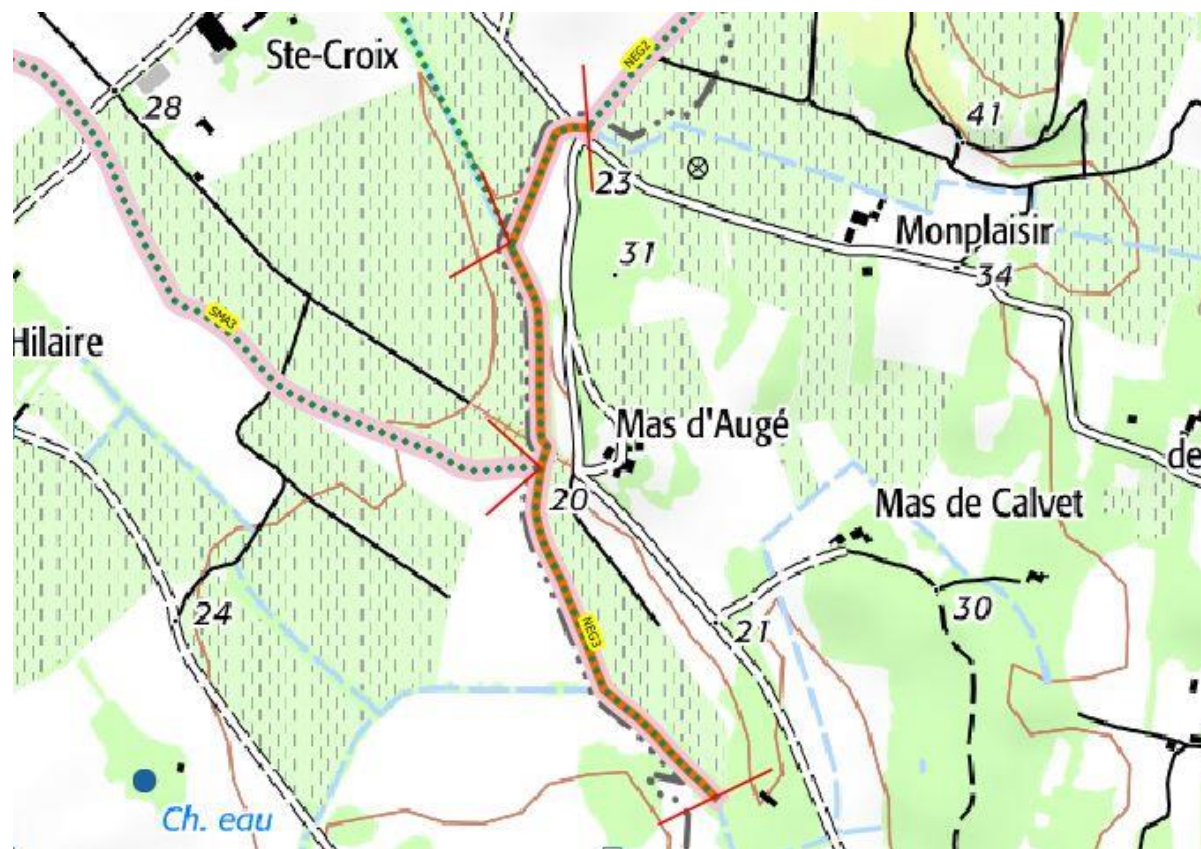 Ste-Croix
NEG2
28
41
23
Monplaisir
31
34
SMA3
Hilaire
Mas d'Augé
de
20
Mas de Calvet
24
NEG3
21
30
Ch. eau